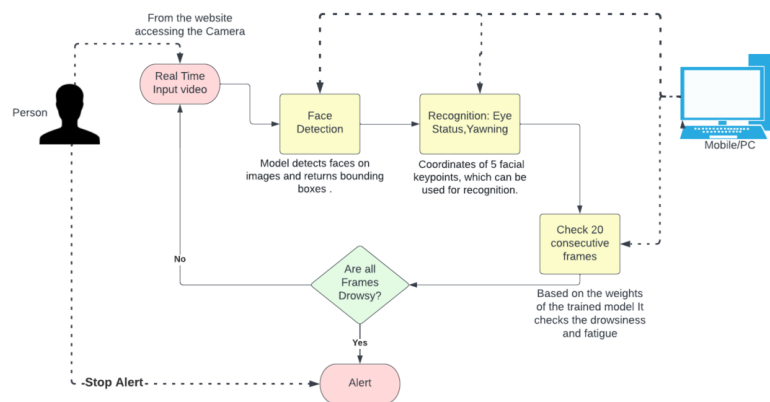 From the website
accessing the Camera
Person
Real Time
Input video
Face
Detection
Recognition: Eye
Status,Yawning
Mobile/PC
Model detects faces on
images and returns bounding
boxes .
Coordinates of 5 facial
keypoints, which can be
used for recognition.
Check 20
consecutive
frames
No
Are all
Frames
Drowsy?
Based on the weights
of the trained model It
checks the drowsiness
and fatigue
Yes
Stop Alert
Alert